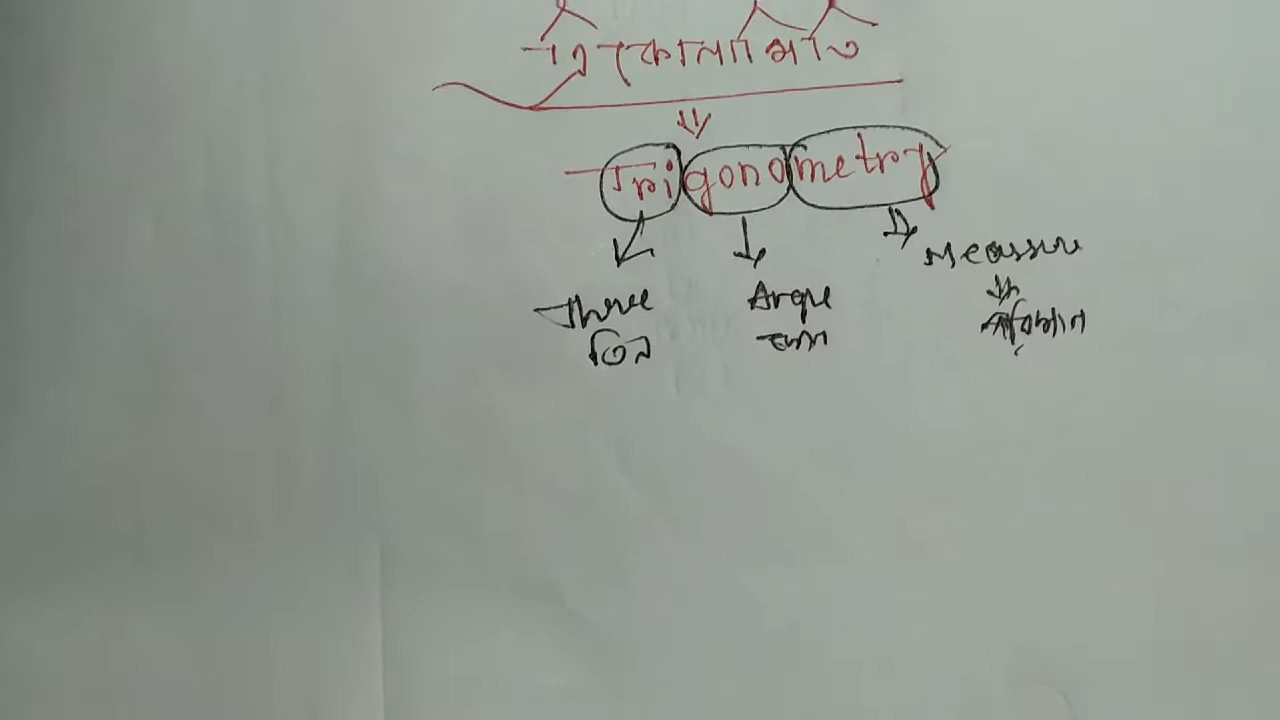 ত্রিকোণমিতি
Trigonometry
Three
তিন
Angle
কোণ
Measure
পরিমাপ